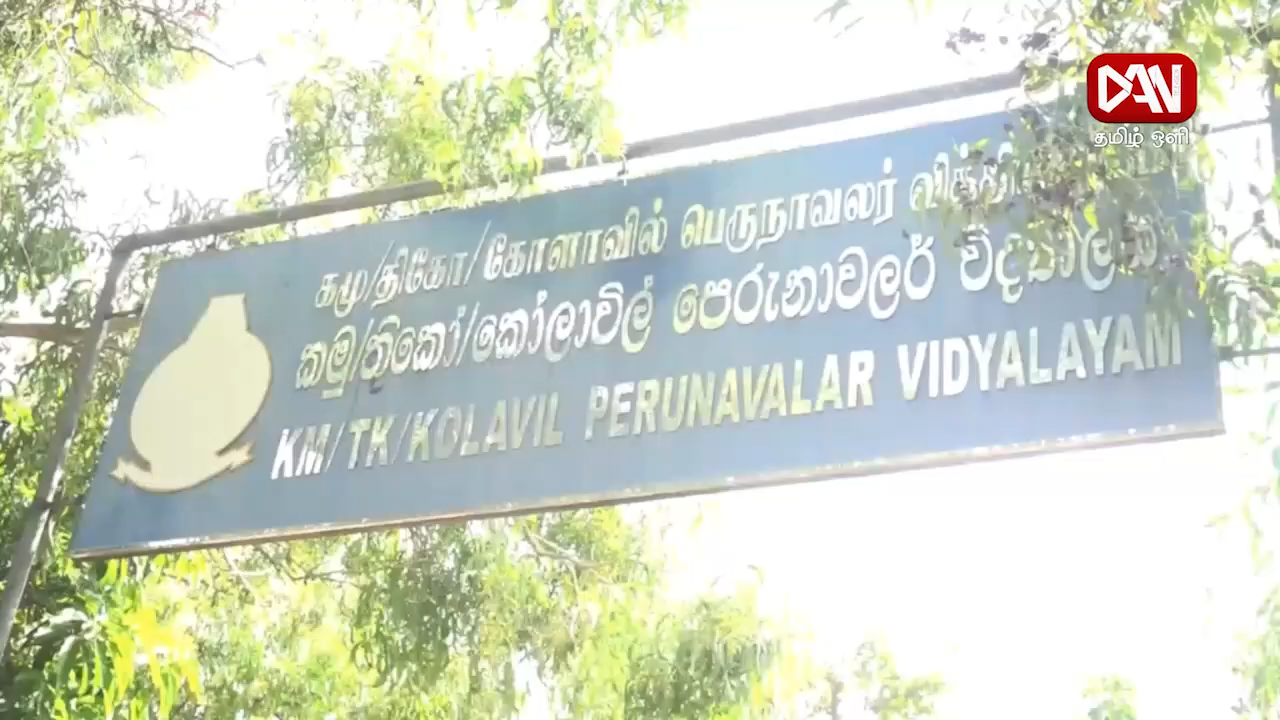 DAN
தமிழ் ஒளி
கமு/திகோ/கோளாவில் பெருநாவலர்
කමු/තිකෝ/කෝලාවිල් පෙරුනාවලර් විද්‍යාලය
KM/TK/KOLAVIL PERUNAVALAR VIDYALAYAM